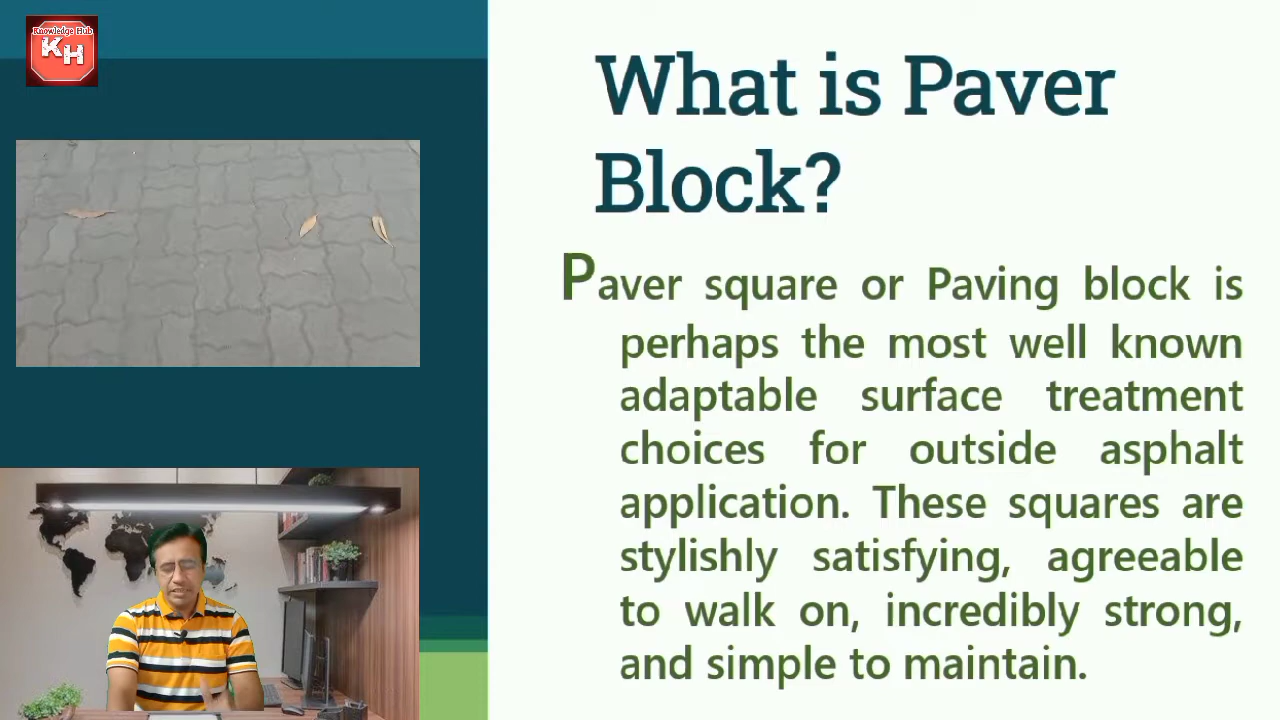 Knowledge Hub
KH
What is Paver
Block?
Paver square or Paving block is
perhaps the most well known
adaptable surface treatment
choices for outside asphalt
application. These squares are
stylishly satisfying, agreeable
to walk on, incredibly strong,
and simple to maintain.